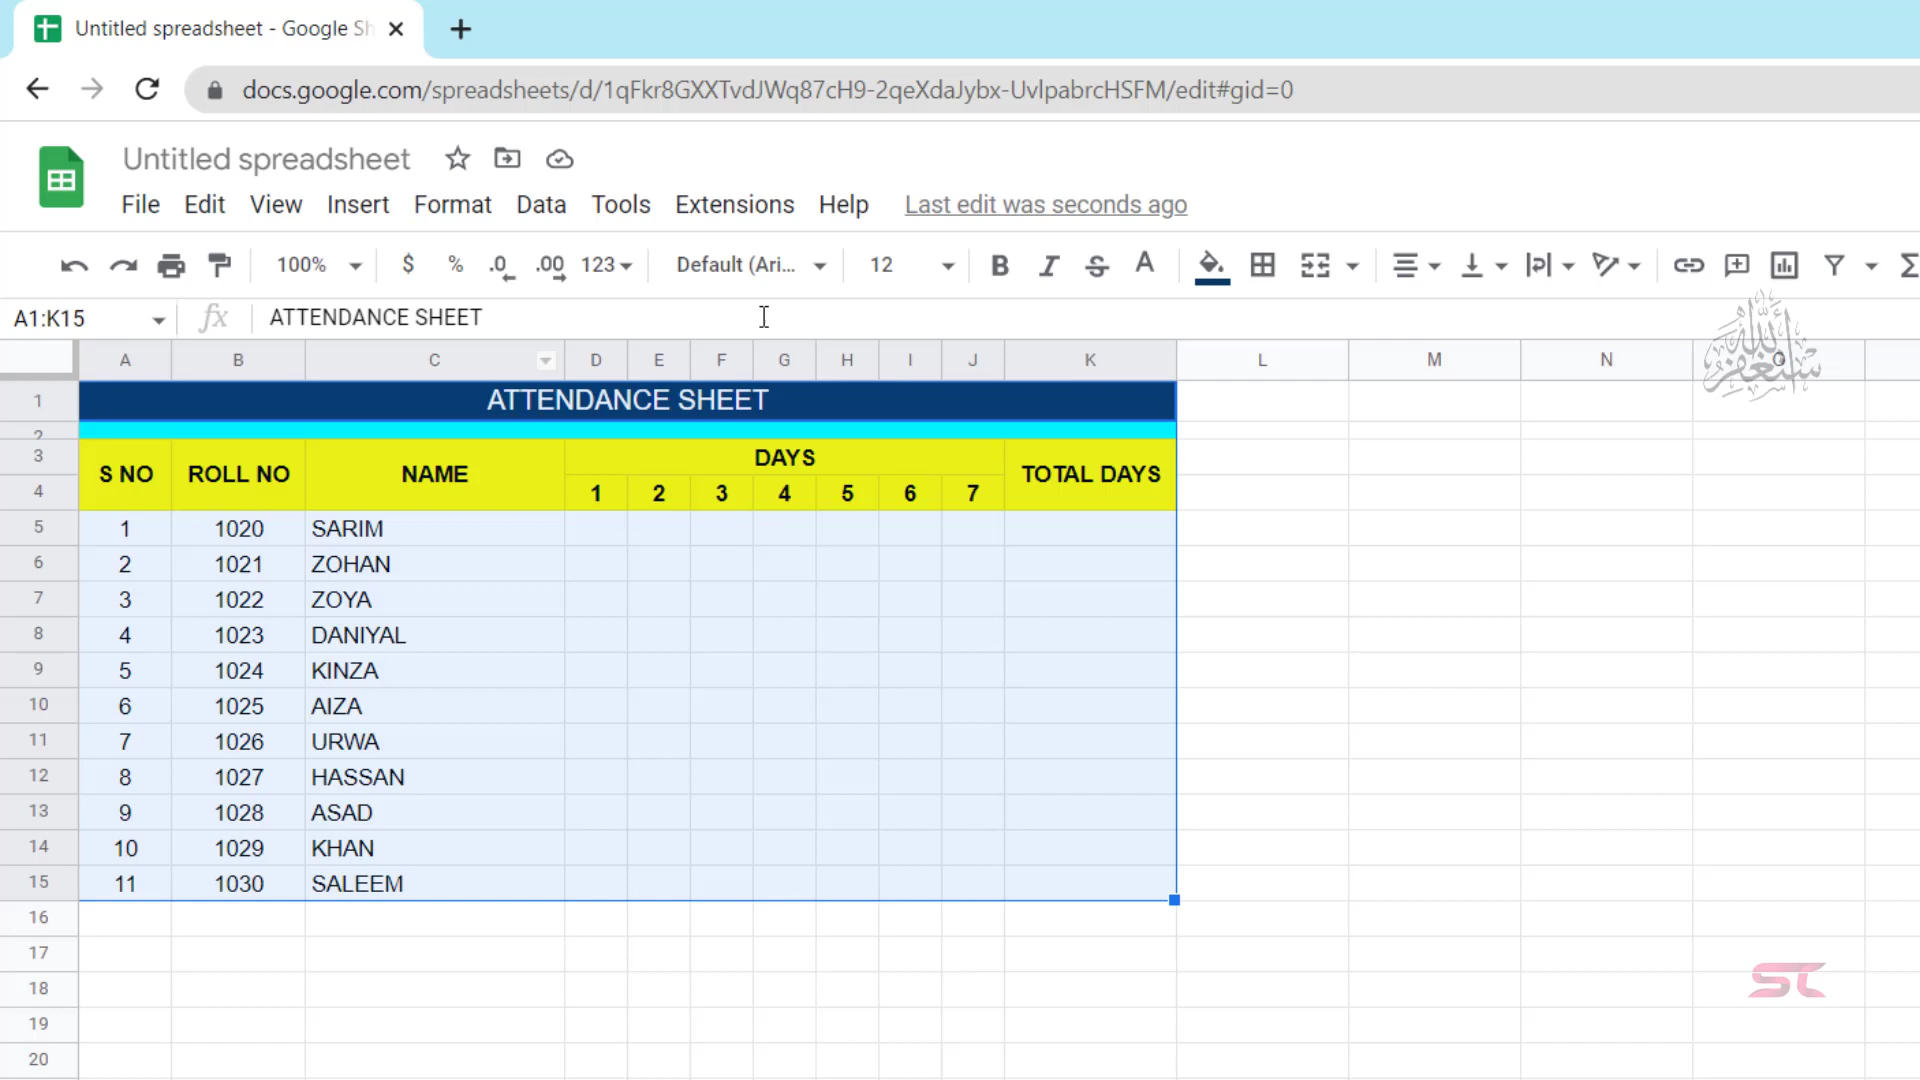 Untitled spreadsheet - Google Sh
docs.google.com/spreadsheets/d/1qFkr8GXXTvdJWq87cH9-2qeXdaJybx-UvlpabrcHSFM/edit#gid=0
Untitled spreadsheet
File Edit View Insert Format Data Tools Extensions Help Last edit was seconds ago
100% $ % .0 .00 123 Default (Ari... 12 B I S A Σ
A1:K15 fx ATTENDANCE SHEET
A B C D E F G H I J K L M N O
1 ATTENDANCE SHEET
2
3 S NO ROLL NO NAME DAYS TOTAL DAYS
4 1 2 3 4 5 6 7
5 1 1020 SARIM
6 2 1021 ZOHAN
7 3 1022 ZOYA
8 4 1023 DANIYAL
9 5 1024 KINZA
10 6 1025 AIZA
11 7 1026 URWA
12 8 1027 HASSAN
13 9 1028 ASAD
14 10 1029 KHAN
15 11 1030 SALEEM
16
17
18
19
20
أستغفر الله
ST